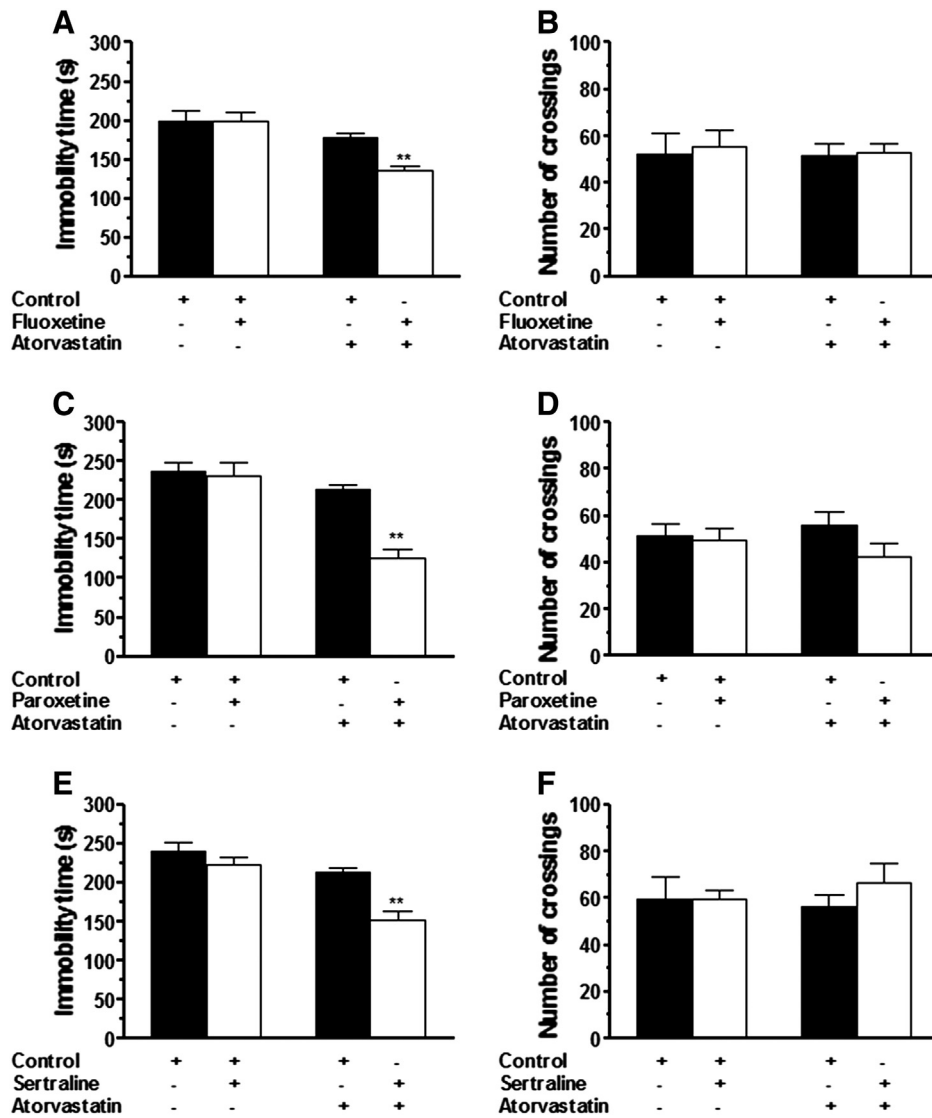 A
Immobility time (s)
300
250
200
150
100
50
0
**
Control + + + -
Fluoxetine - + - +
Atorvastatin - - + +
B
Number of crossings
100
80
60
40
20
0
Control + + + -
Fluoxetine - + - +
Atorvastatin - - + +
C
Immobility time (s)
300
250
200
150
100
50
0
**
Control + + + -
Paroxetine - + - +
Atorvastatin - - + +
D
Number of crossings
100
80
60
40
20
0
Control + + + -
Paroxetine - + - +
Atorvastatin - - + +
E
Immobility time (s)
300
250
200
150
100
50
0
**
Control + + + -
Sertraline - + - +
Atorvastatin - - + +
F
Number of crossings
100
80
60
40
20
0
Control + + + -
Sertraline - + - +
Atorvastatin - - + +